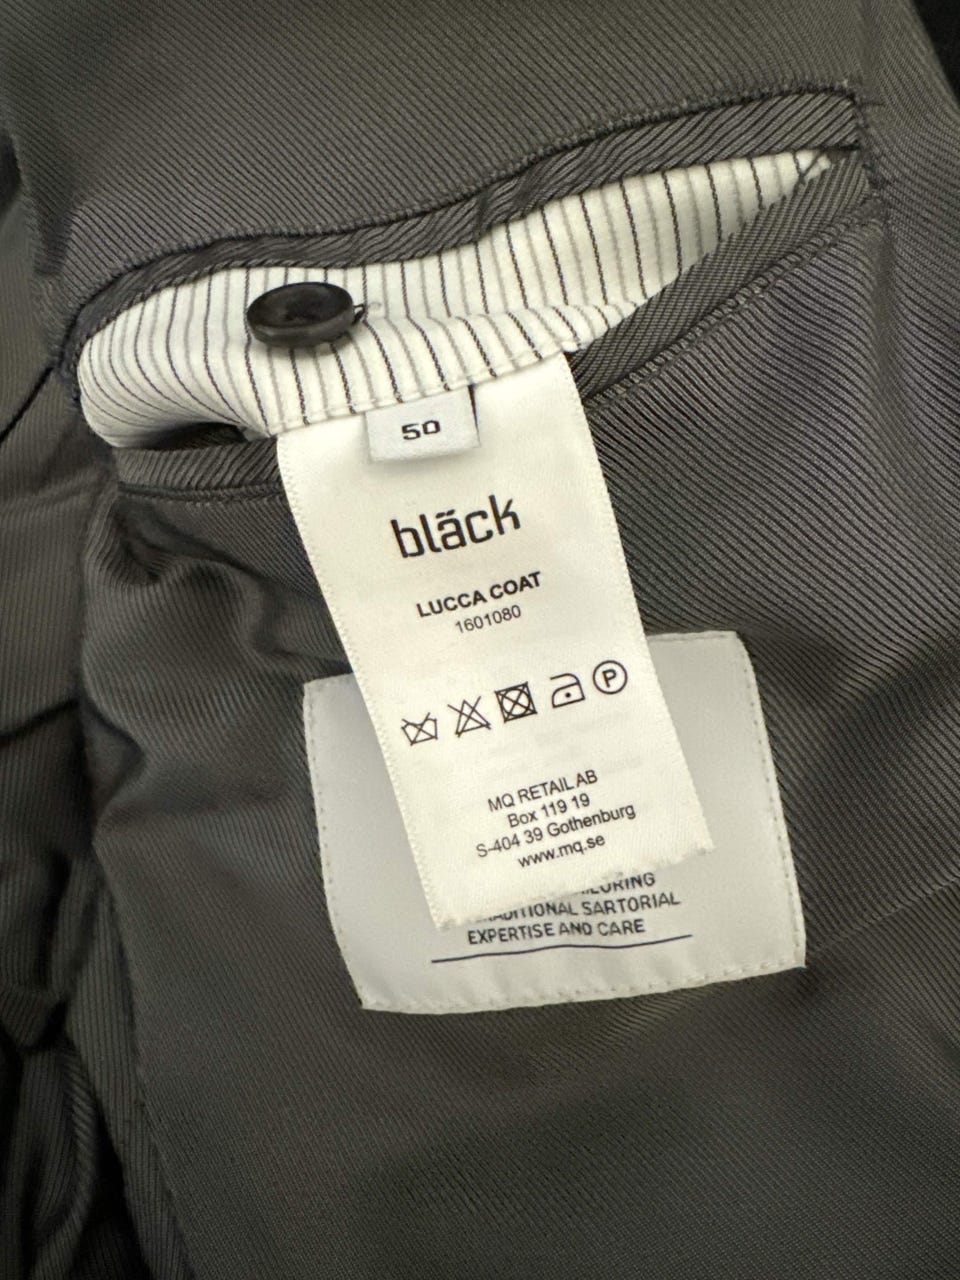 50
bläck
LUCCA COAT
1601080
P
MQ RETAIL AB
Box 119 19
S-404 39 Gothenburg
www.mq.se
SARTORIAL
EXPERTISE AND CARE